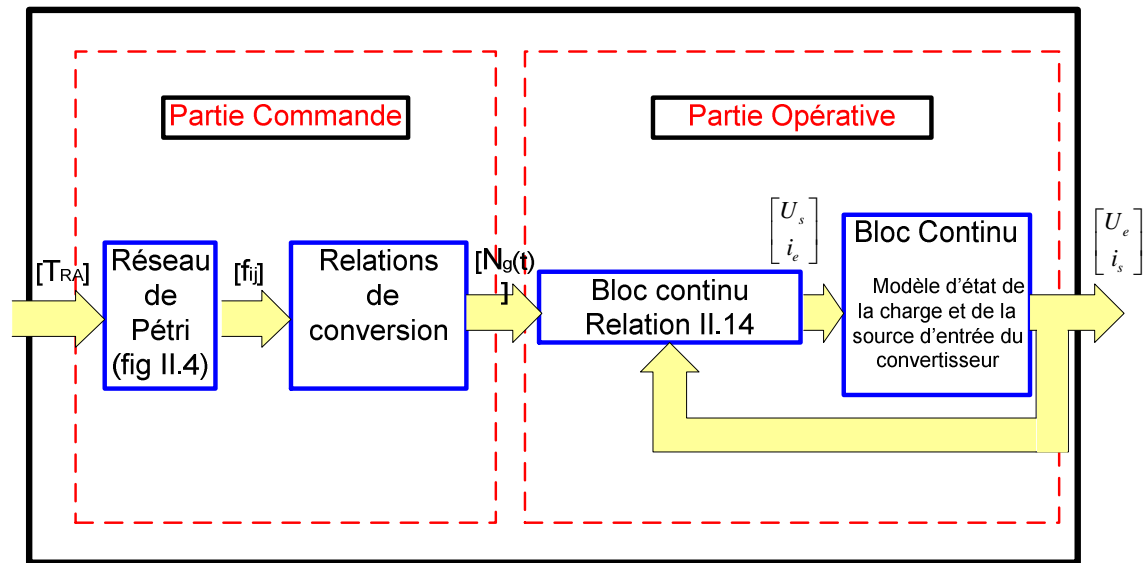 Partie Commande
Partie Opérative
[TRA]
Réseau
de
Pétri
(fig II.4)
[fij]
Relations
de
conversion
[Ng(t)
]
Bloc continu
Relation II.14
[Us
ie]
Bloc Continu
Modèle d’état de
la charge et de la
source d’entrée du
convertisseur
[Ue
is]